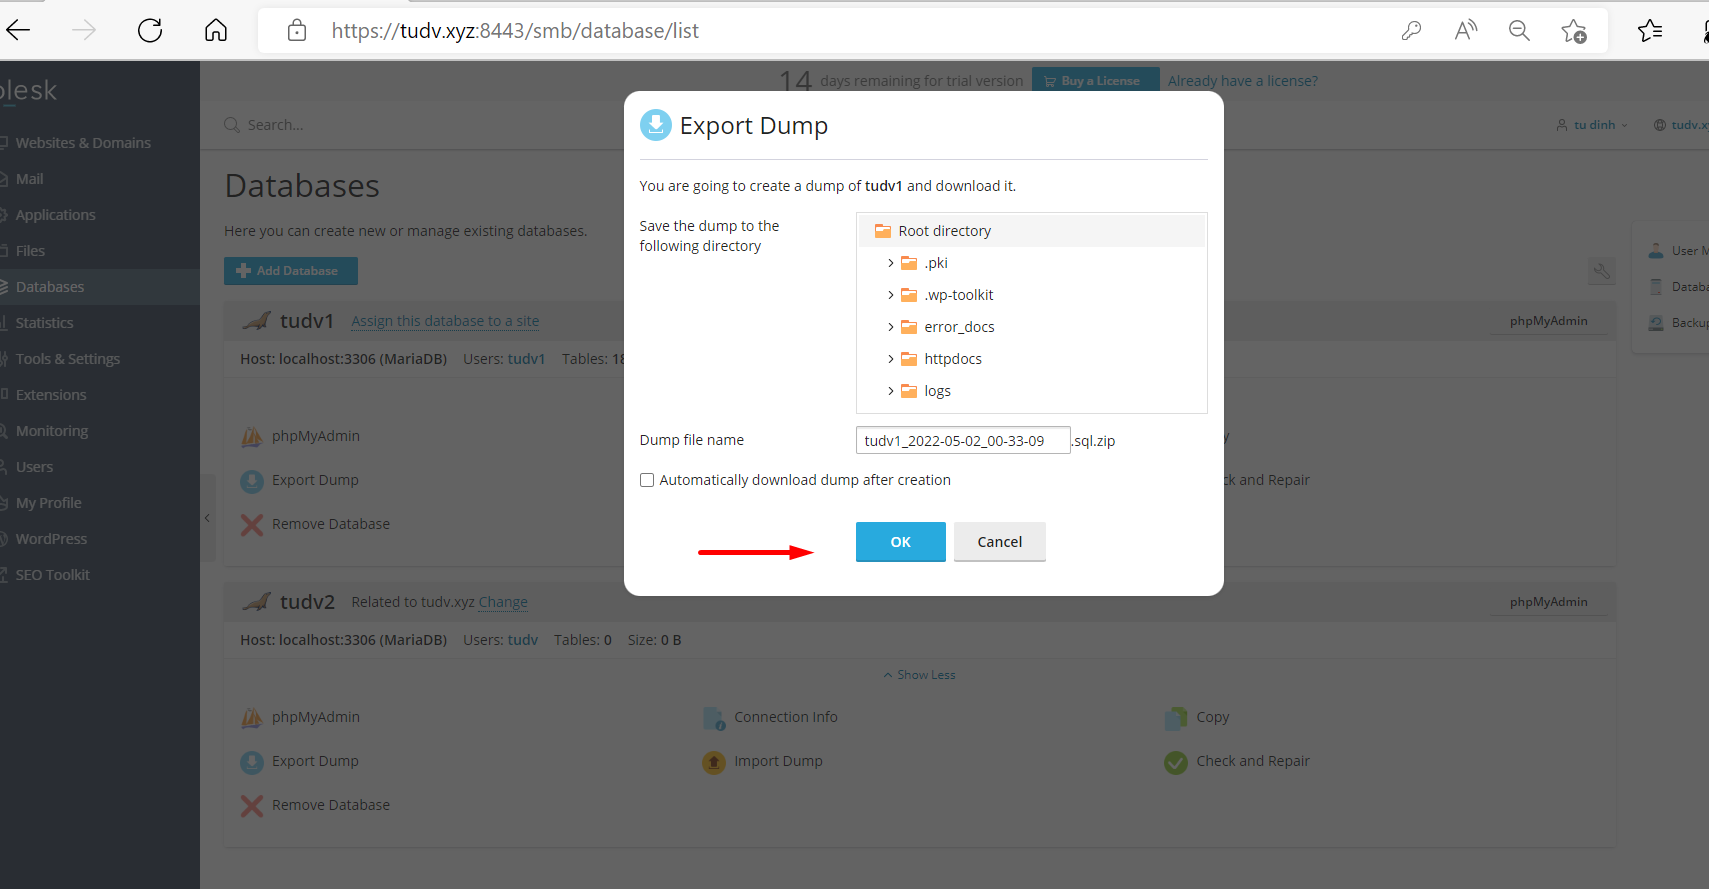 https://tudv.xyz:8443/smb/database/list
plesk
14 days remaining for trial version Buy a License Already have a license?
Search...
tu dinh
Websites & Domains
Mail
Applications
Files
Databases
Statistics
Tools & Settings
Extensions
Monitoring
Users
My Profile
WordPress
SEO Toolkit
Databases
Here you can create new or manage existing databases.
Add Database
tudv1 Assign this database to a site
phpMyAdmin
Host: localhost:3306 (MariaDB) Users: tudv1 Tables: 18
phpMyAdmin
Export Dump
and Repair
Remove Database
Export Dump
You are going to create a dump of tudv1 and download it.
Save the dump to the
following directory
Root directory
.pki
.wp-toolkit
error_docs
httpdocs
logs
Dump file name
tudv1_2022-05-02_00-33-09 .sql.zip
Automatically download dump after creation
OK
Cancel
tudv2 Related to tudv.xyz Change
phpMyAdmin
Host: localhost:3306 (MariaDB) Users: tudv Tables: 0 Size: 0 B
Show Less
phpMyAdmin
Connection Info
Copy
Export Dump
Import Dump
Check and Repair
Remove Database
User M
Databa
Backup